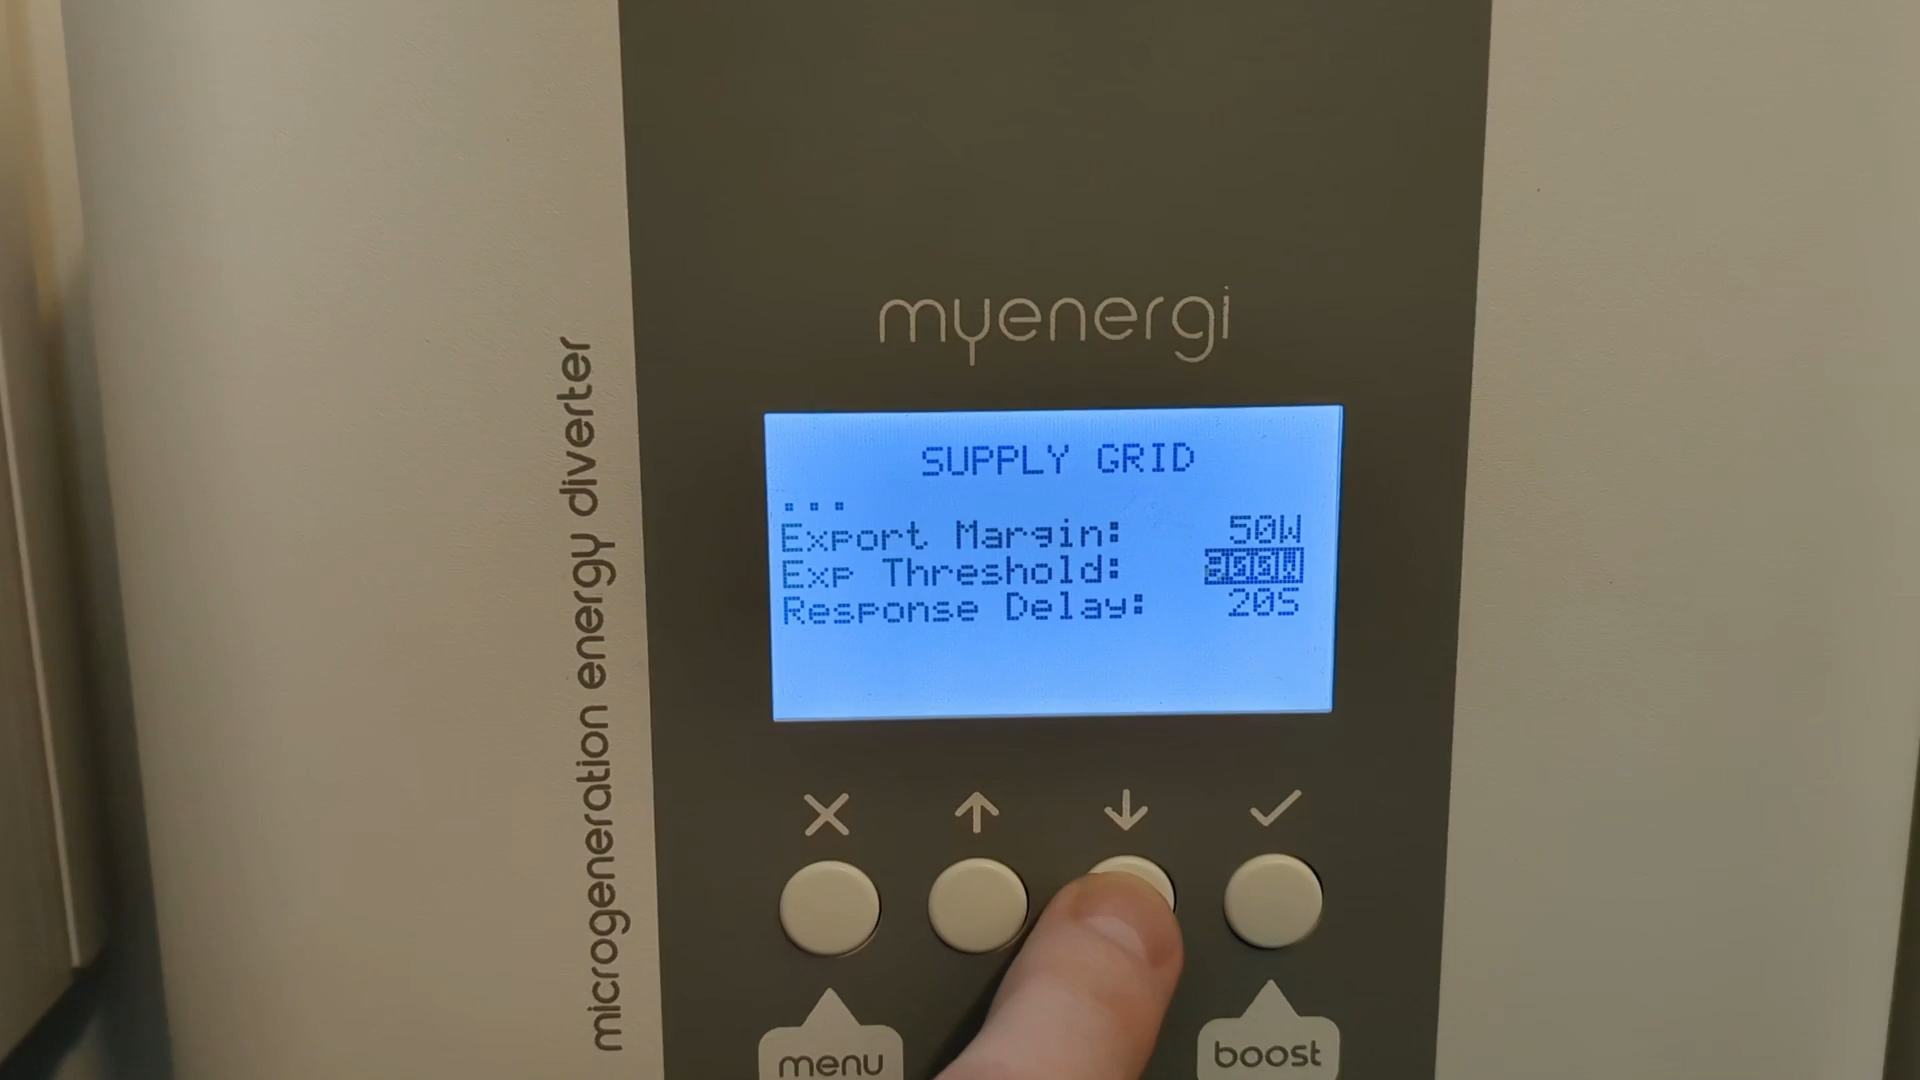 myenergi
microgeneration energy diverter
SUPPLY GRID
...
Export Margin: 50W
Exp Threshold:
Response Delay: 20S
menu
boost